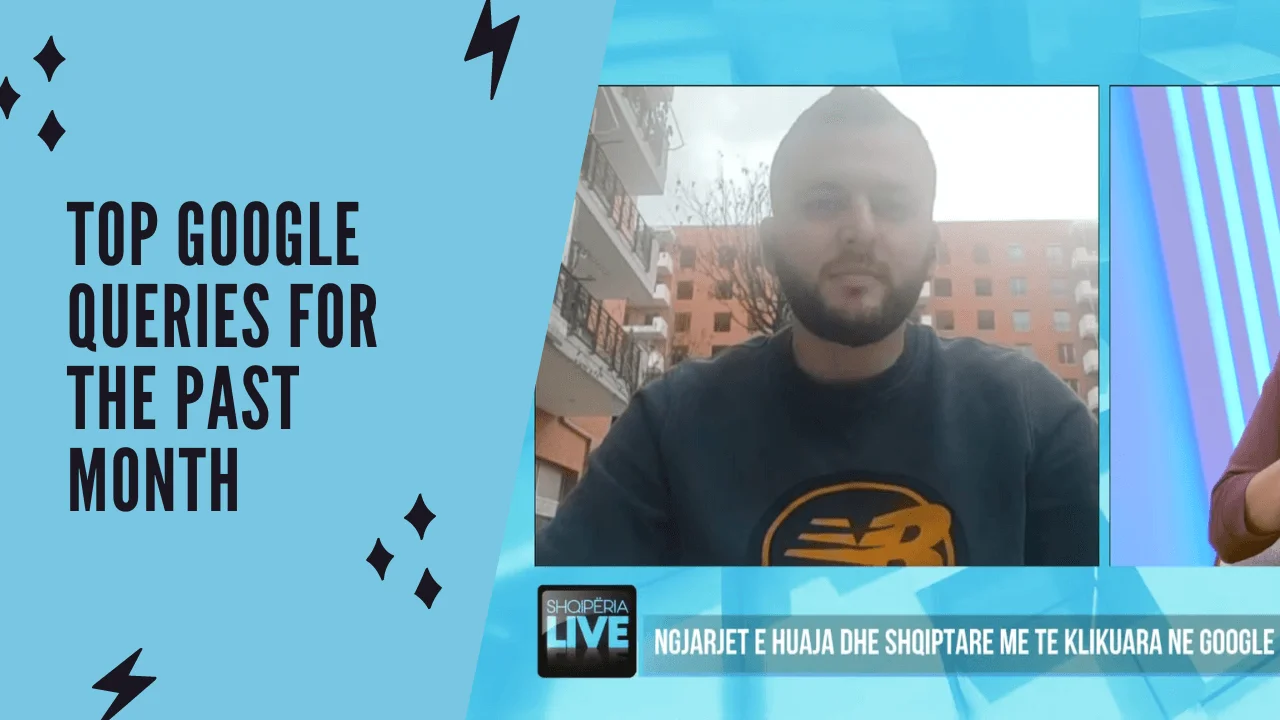 TOP GOOGLE
QUERIES FOR
THE PAST
MONTH
SHQIPËRIA
LIVE
NGJARJET E HUAJA DHE SHQIPTARE ME TE KLIKUARA NE GOOGLE